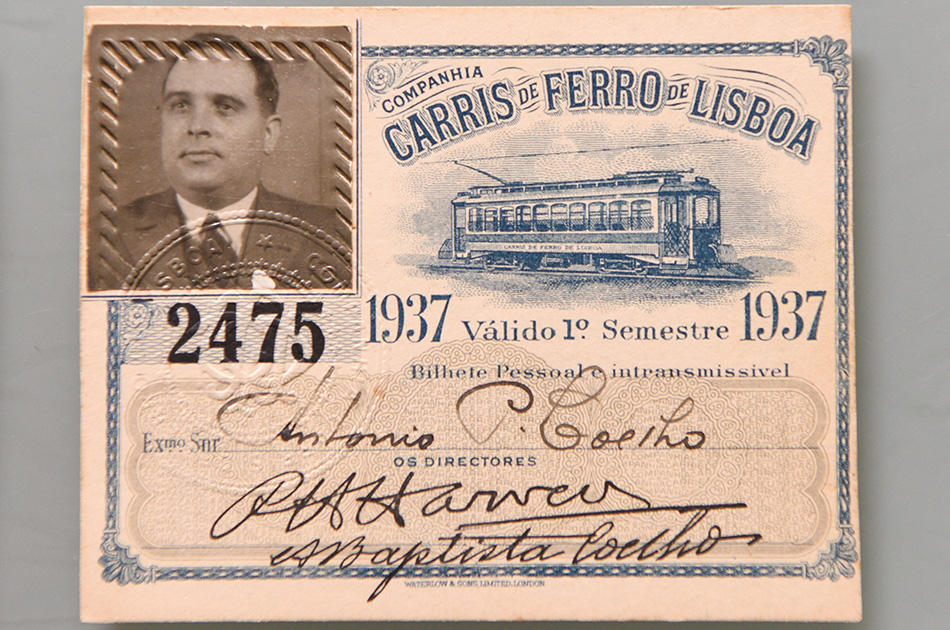 COMPANHIA
CARRIS DE FERRO DE LISBOA
CARRIS DE FERRO DE LISBOA
LISBOA
2475
1937 Válido 1º Semestre 1937
Bilhete Pessoal e intransmissivel
Exmo Snr. Antonio P. Coelho
OS DIRECTORES
A Baptista Coelho
WATERLOW & SONS LIMITED, LONDON